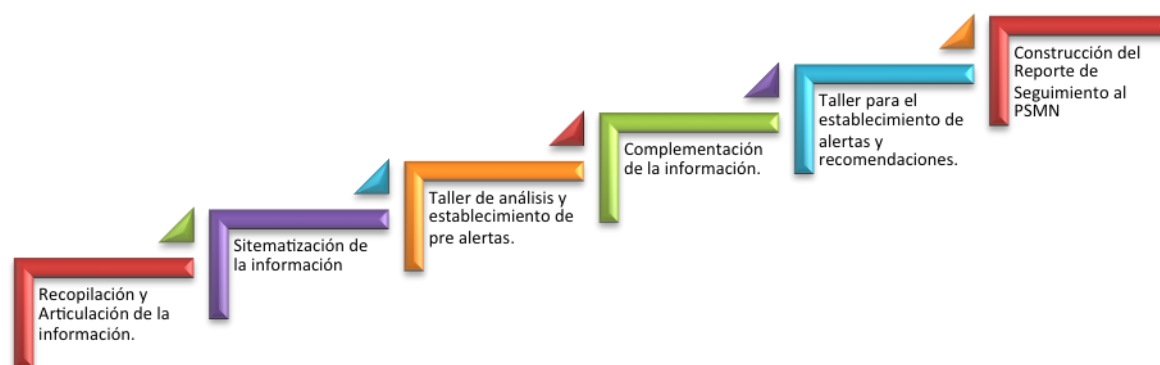 Recopilación y
Articulación de la
información.
Sitematización de
la información
Taller de análisis y
establecimiento de
pre alertas.
Complementación
de la información.
Taller para el
establecimiento de
alertas y
recomendaciones.
Construcción del
Reporte de
Seguimiento al
PSMN